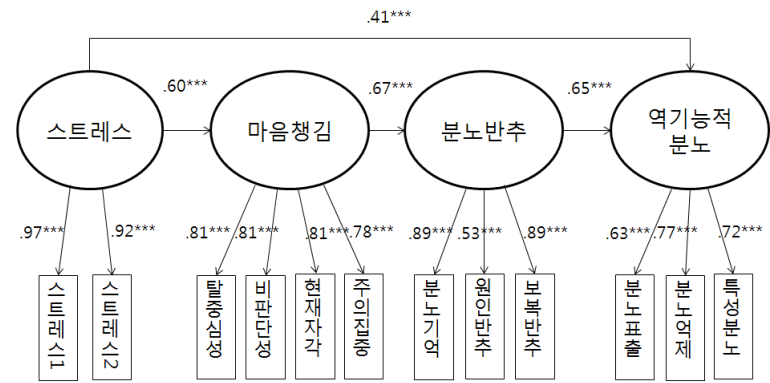 .41***
.60***
.67***
.65***
스트레스
마음챙김
분노반추
역기능적
분노
.97***
.92***
.81***
.81***
.81***
.78***
.89***
.53***
.89***
.63***
.77***
.72***
스트레스1
스트레스2
탈중심성
비판단성
현재자각
주의집중
분노기억
원인반추
보복반추
분노표출
분노억제
특성분노